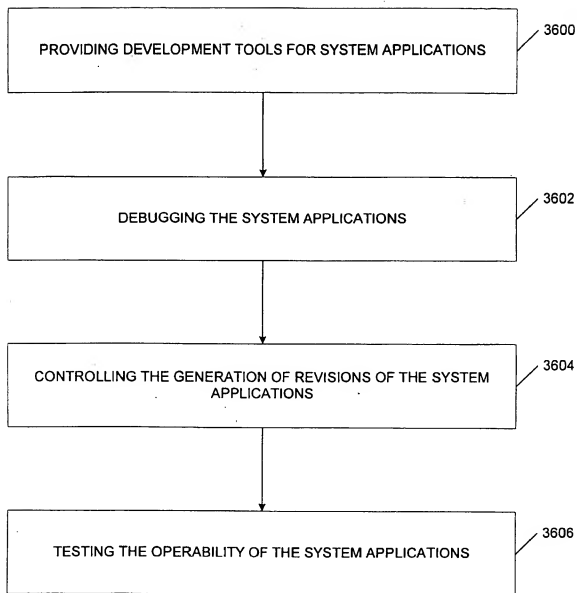 3600
PROVIDING DEVELOPMENT TOOLS FOR SYSTEM APPLICATIONS
3602
DEBUGGING THE SYSTEM APPLICATIONS
3604
CONTROLLING THE GENERATION OF REVISIONS OF THE SYSTEM
APPLICATIONS
3606
TESTING THE OPERABILITY OF THE SYSTEM APPLICATIONS